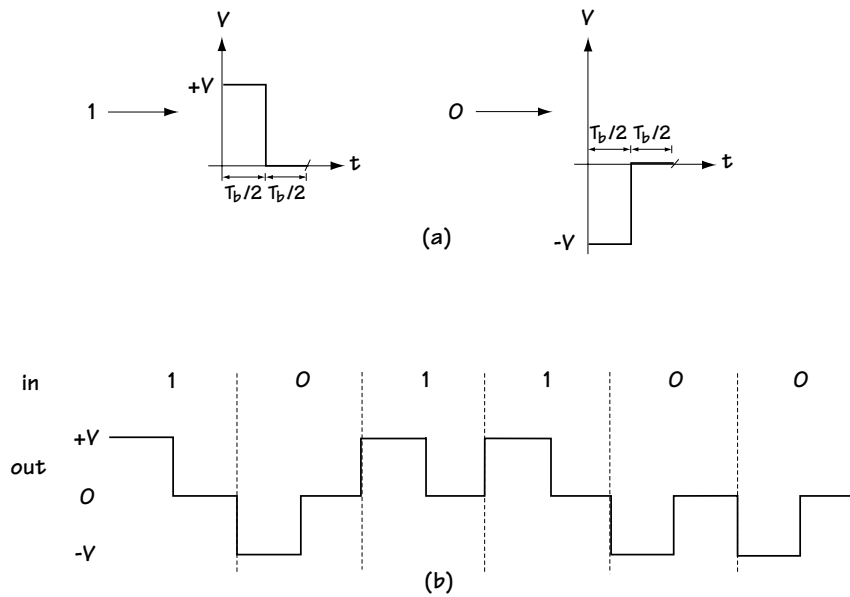 V V
+V
1 0
T_b/2 T_b/2
t t
T_b/2 T_b/2
(a)
-V
in 1 0 1 1 0 0
+V
out
0
-V
(b)